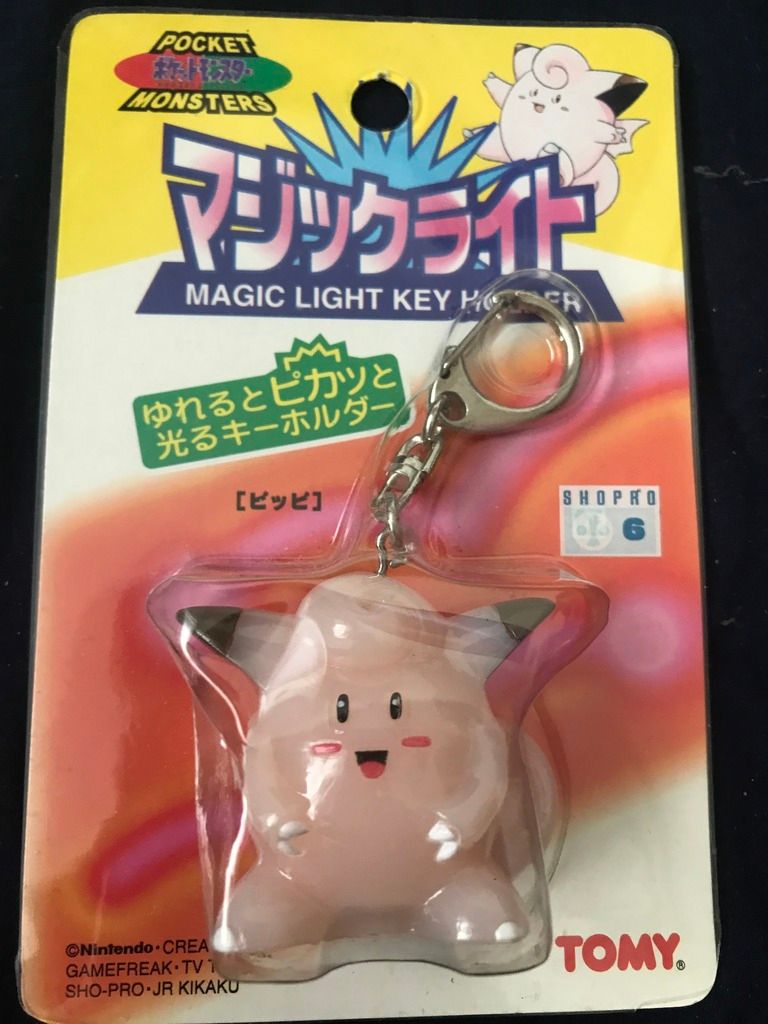 POCKET
ポケットモンスター
MONSTERS
マジックライト
MAGIC LIGHT KEY HOLDER
ゆれるとピカッと
光るキーホルダー
[ピッピ]
SHOPRO
6
©Nintendo・CREA
GAMEFREAK・TV T
SHO-PRO・JR KIKAKU
TOMY®